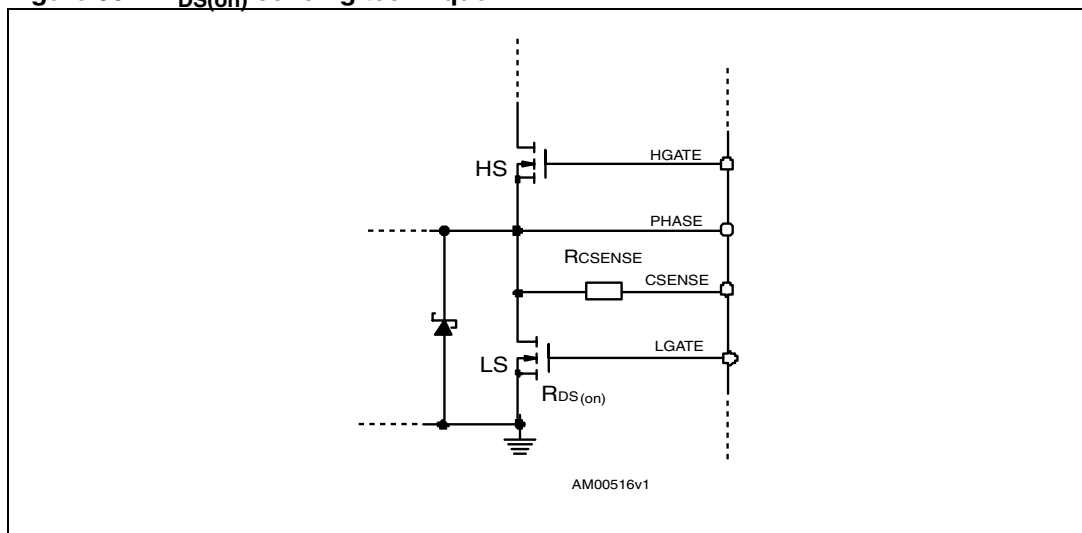 HGATE
HS
PHASE
RCSENSE
CSENSE
LGATE
LS
RDS(on)
AM00516v1